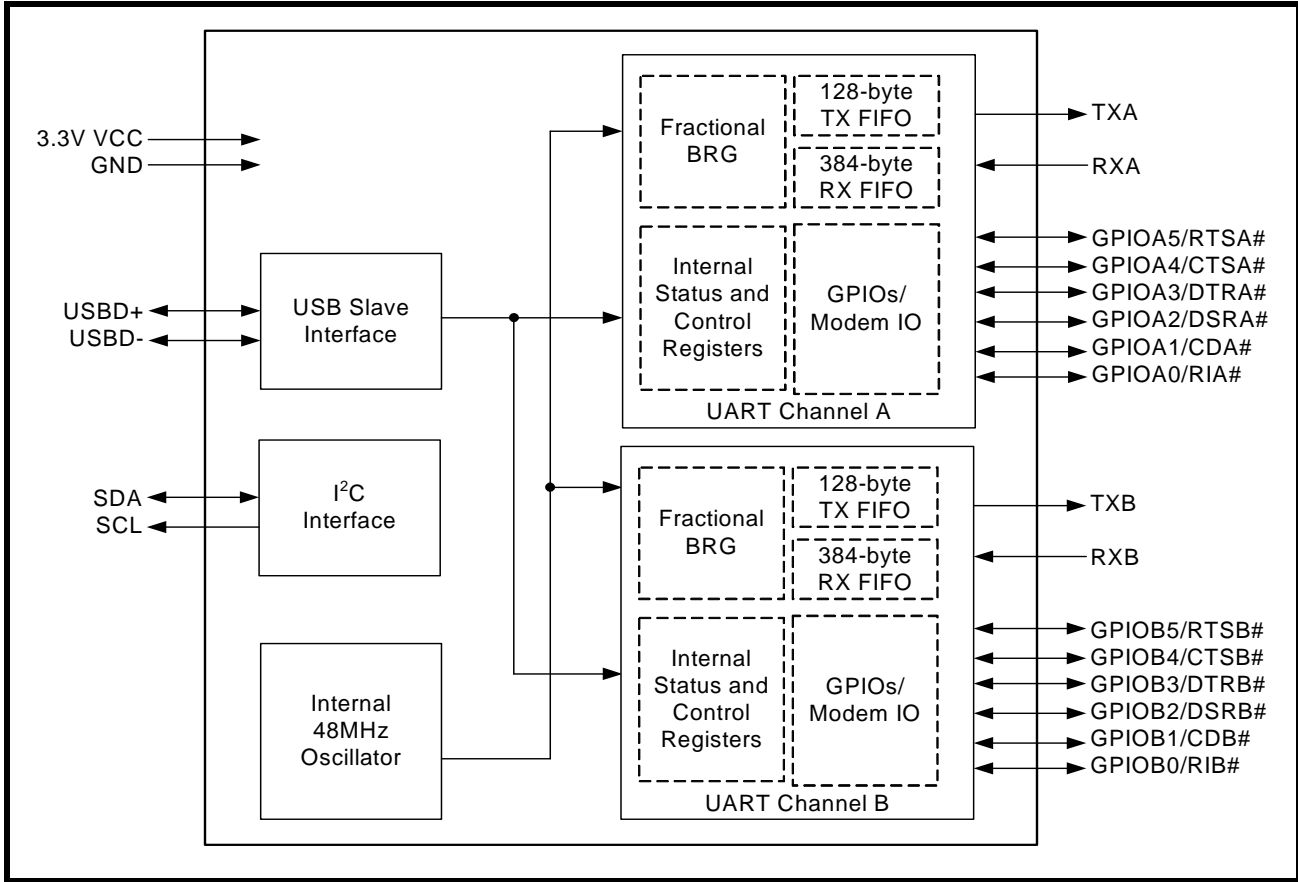 3.3V VCC
GND
USBD+
USBD-
SDA
SCL
USB Slave
Interface
I²C
Interface
Internal
48MHz
Oscillator
Fractional
BRG
128-byte
TX FIFO
384-byte
RX FIFO
Internal
Status and
Control
Registers
GPIOs/
Modem IO
UART Channel A
TXA
RXA
GPIOA5/RTSA#
GPIOA4/CTSA#
GPIOA3/DTRA#
GPIOA2/DSRA#
GPIOA1/CDA#
GPIOA0/RIA#
Fractional
BRG
128-byte
TX FIFO
384-byte
RX FIFO
Internal
Status and
Control
Registers
GPIOs/
Modem IO
UART Channel B
TXB
RXB
GPIOB5/RTSB#
GPIOB4/CTSB#
GPIOB3/DTRB#
GPIOB2/DSRB#
GPIOB1/CDB#
GPIOB0/RIB#